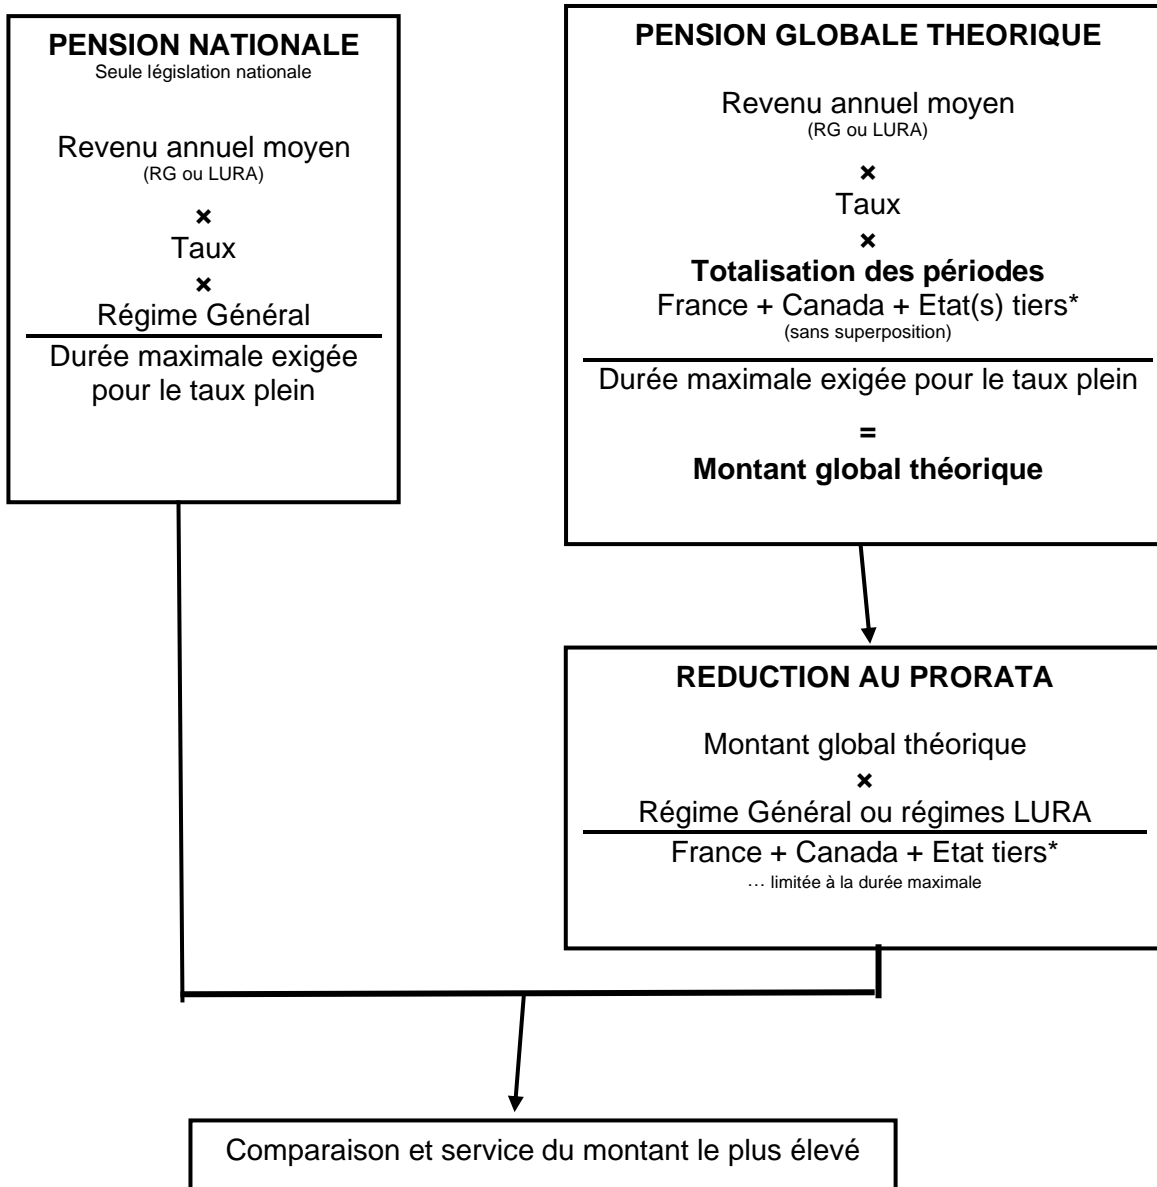 PENSION NATIONALE
Seule législation nationale
Revenu annuel moyen
(RG ou LURA)
×
Taux
×
Régime Général
Durée maximale exigée
pour le taux plein
PENSION GLOBALE THEORIQUE
Revenu annuel moyen
(RG ou LURA)
×
Taux
×
Totalisation des périodes
France + Canada + Etat(s) tiers*
(sans superposition)
Durée maximale exigée pour le taux plein
=
Montant global théorique
REDUCTION AU PRORATA
Montant global théorique
×
Régime Général ou régimes LURA
France + Canada + Etat tiers*
… limitée à la durée maximale
Comparaison et service du montant le plus élevé